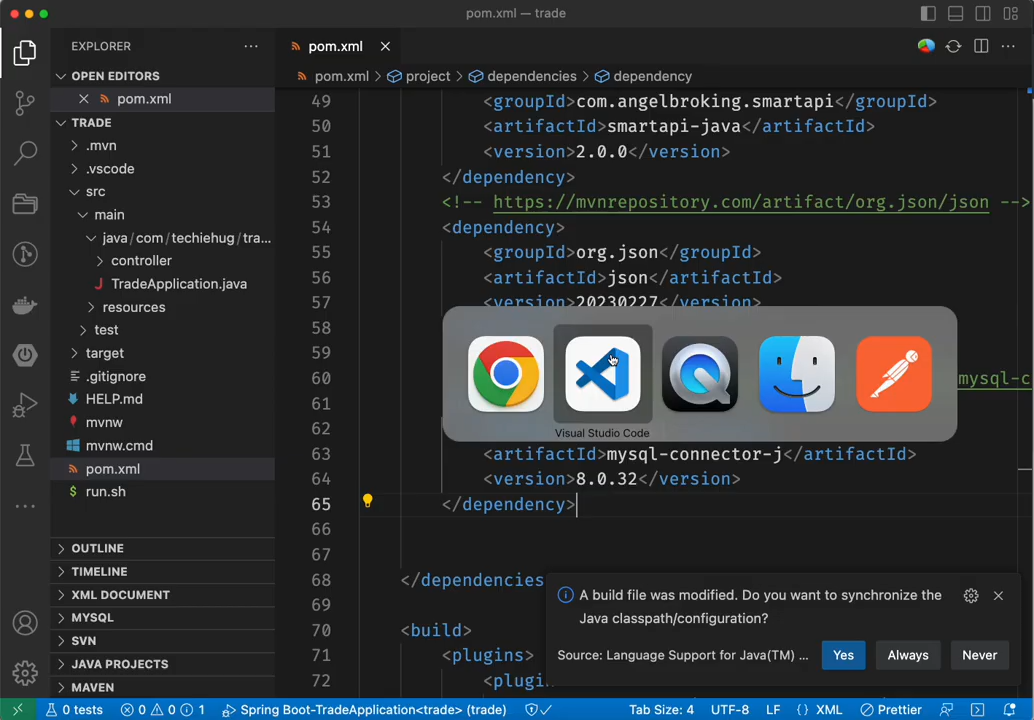 pom.xml — trade
EXPLORER
OPEN EDITORS
pom.xml
TRADE
.mvn
.vscode
src
main
java/com/techiehug/tra...
controller
TradeApplication.java
resources
test
target
.gitignore
HELP.md
mvnw
mvnw.cmd
pom.xml
run.sh
OUTLINE
TIMELINE
XML DOCUMENT
MYSQL
SVN
JAVA PROJECTS
MAVEN
pom.xml
pom.xml > project > dependencies > dependency
49 <groupId>com.angelbroking.smartapi</groupId>
50 <artifactId>smartapi-java</artifactId>
51 <version>2.0.0</version>
52 </dependency>
53 <!-- https://mvnrepository.com/artifact/org.json/json -->
54 <dependency>
55 <groupId>org.json</groupId>
56 <artifactId>json</artifactId>
57 <version>20230227</version>
58
59
60 mysql-c
61
62
63 <artifactId>mysql-connector-j</artifactId>
64 <version>8.0.32</version>
65 </dependency>
66
67
68 </dependencies
69
70 <build>
71 <plugins>
72 <plugi
Visual Studio Code
A build file was modified. Do you want to synchronize the
Java classpath/configuration?
Source: Language Support for Java(TM) ...
Yes
Always
Never
0 tests
0 0 1
Spring Boot-TradeApplication<trade> (trade)
Tab Size: 4
UTF-8
LF
{} XML
Prettier